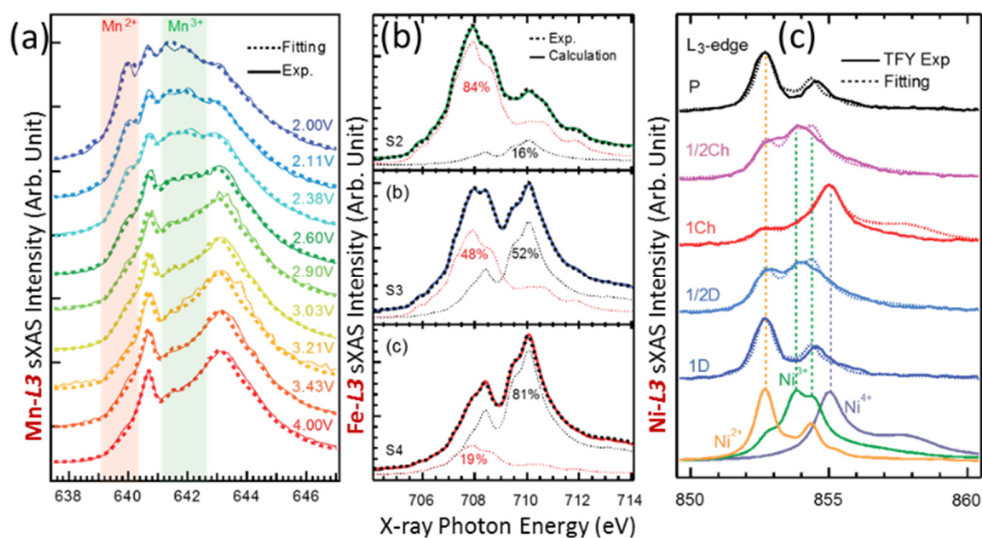 (a)
Mn2+
Mn3+
Fitting
Exp.
2.00V
2.11V
2.38V
2.60V
2.90V
3.03V
3.21V
3.43V
4.00V
Mn-L3 sXAS Intensity (Arb. Unit)
638
640
642
644
646
(b)
Exp.
Calculation
84%
16%
S2
(b)
48%
52%
S3
(c)
81%
19%
S4
Fe-L3 sXAS Intensity (Arb. Unit)
706
708
710
712
714
X-ray Photon Energy (eV)
L3-edge
(c)
TFY Exp
Fitting
P
1/2Ch
1Ch
1/2D
1D
Ni3+
Ni4+
Ni2+
Ni-L3 sXAS Intensity (Arb. Unit)
850
855
860